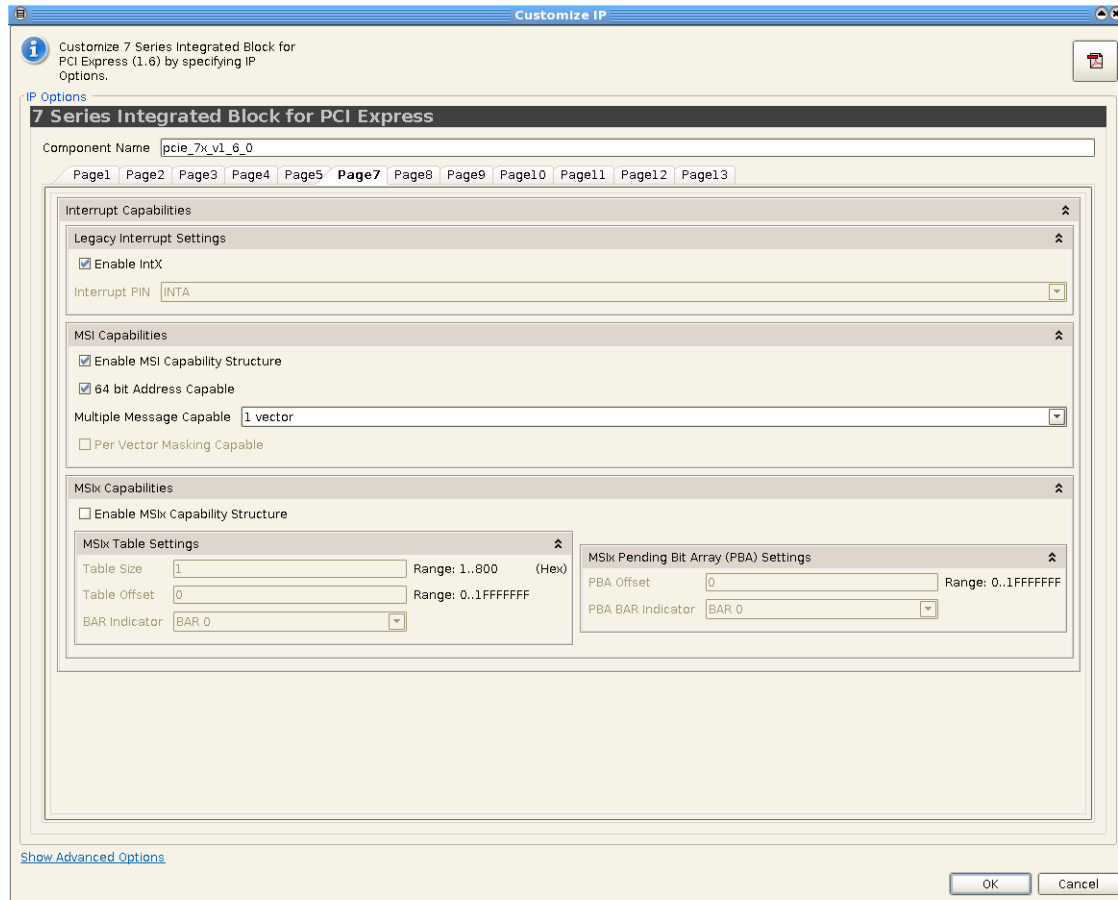 Customize IP
Customize 7 Series Integrated Block for
PCI Express (1.6) by specifying IP
Options.
IP Options
7 Series Integrated Block for PCI Express
Component Name pcie_7x_v1_6_0
Page1 Page2 Page3 Page4 Page5 Page7 Page8 Page9 Page10 Page11 Page12 Page13
Interrupt Capabilities
Legacy Interrupt Settings
Enable IntX
Interrupt PIN INTA
MSI Capabilities
Enable MSI Capability Structure
64 bit Address Capable
Multiple Message Capable 1 vector
Per Vector Masking Capable
MSIx Capabilities
Enable MSIx Capability Structure
MSIx Table Settings
Table Size 1 Range: 1..800 (Hex)
Table Offset 0 Range: 0..1FFFFFFF
BAR Indicator BAR 0
MSIx Pending Bit Array (PBA) Settings
PBA Offset 0 Range: 0..1FFFFFFF
PBA BAR Indicator BAR 0
Show Advanced Options
OK Cancel